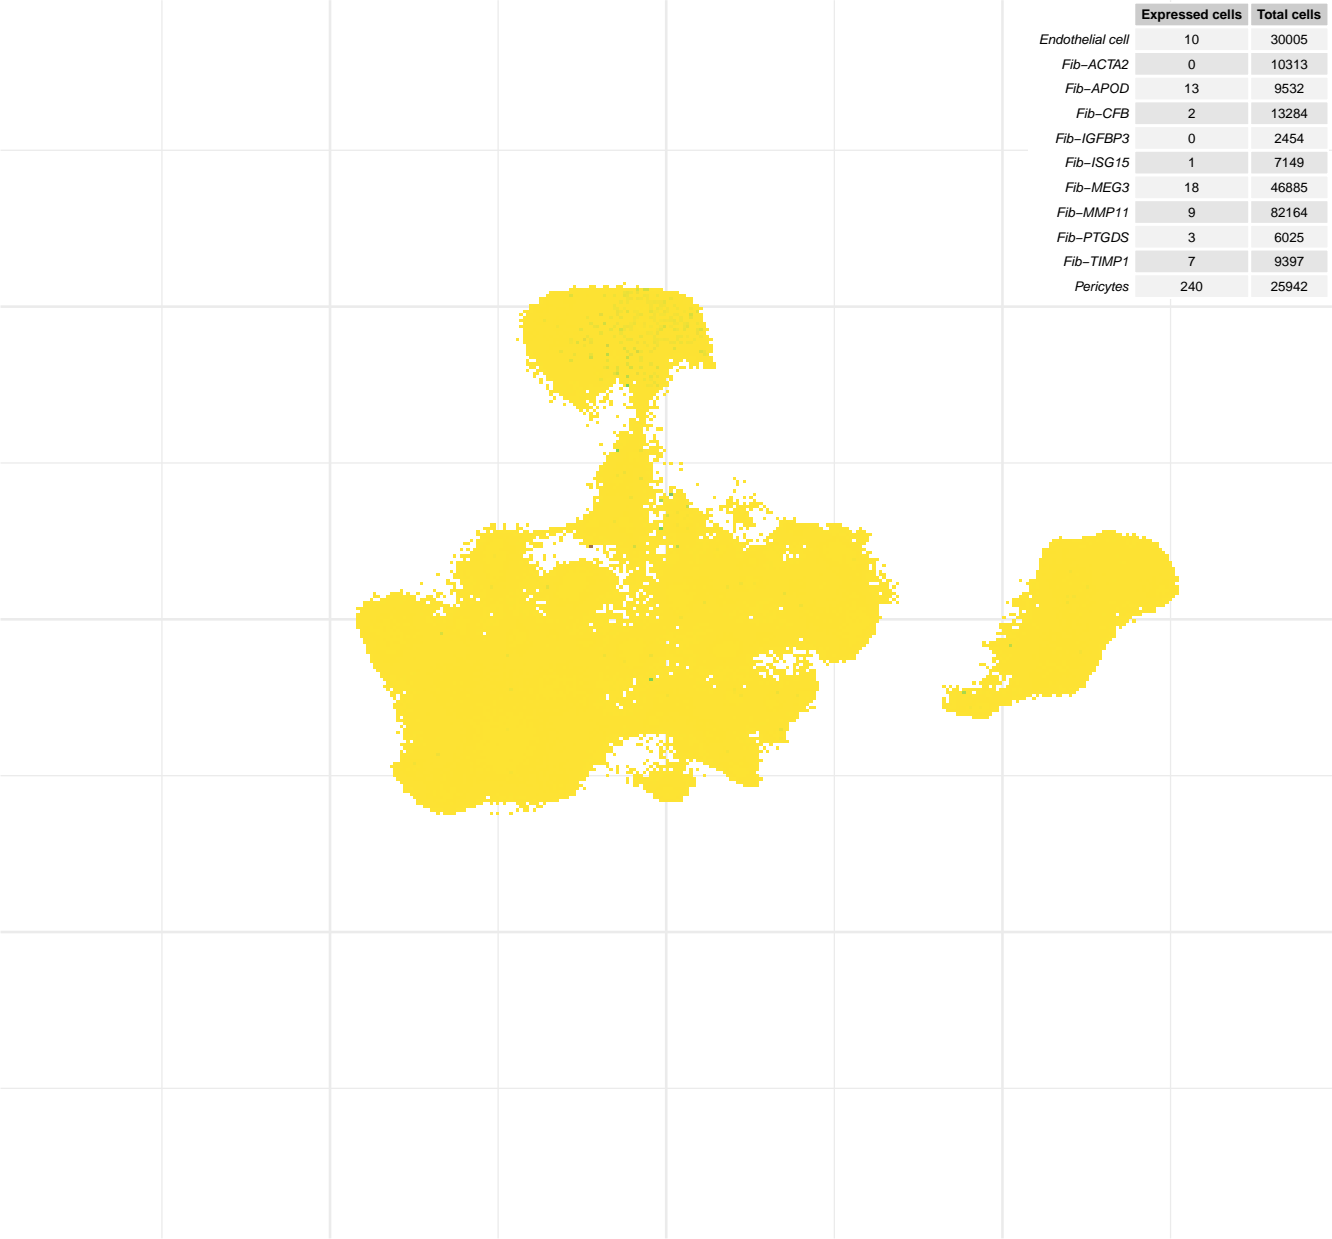 Expressed cells Total cells
Endothelial cell 10 30005
Fib−ACTA2 0 10313
Fib−APOD 13 9532
Fib−CFB 2 13284
Fib−IGFBP3 0 2454
Fib−ISG15 1 7149
Fib−MEG3 18 46885
Fib−MMP11 9 82164
Fib−PTGDS 3 6025
Fib−TIMP1 7 9397
Pericytes 240 25942